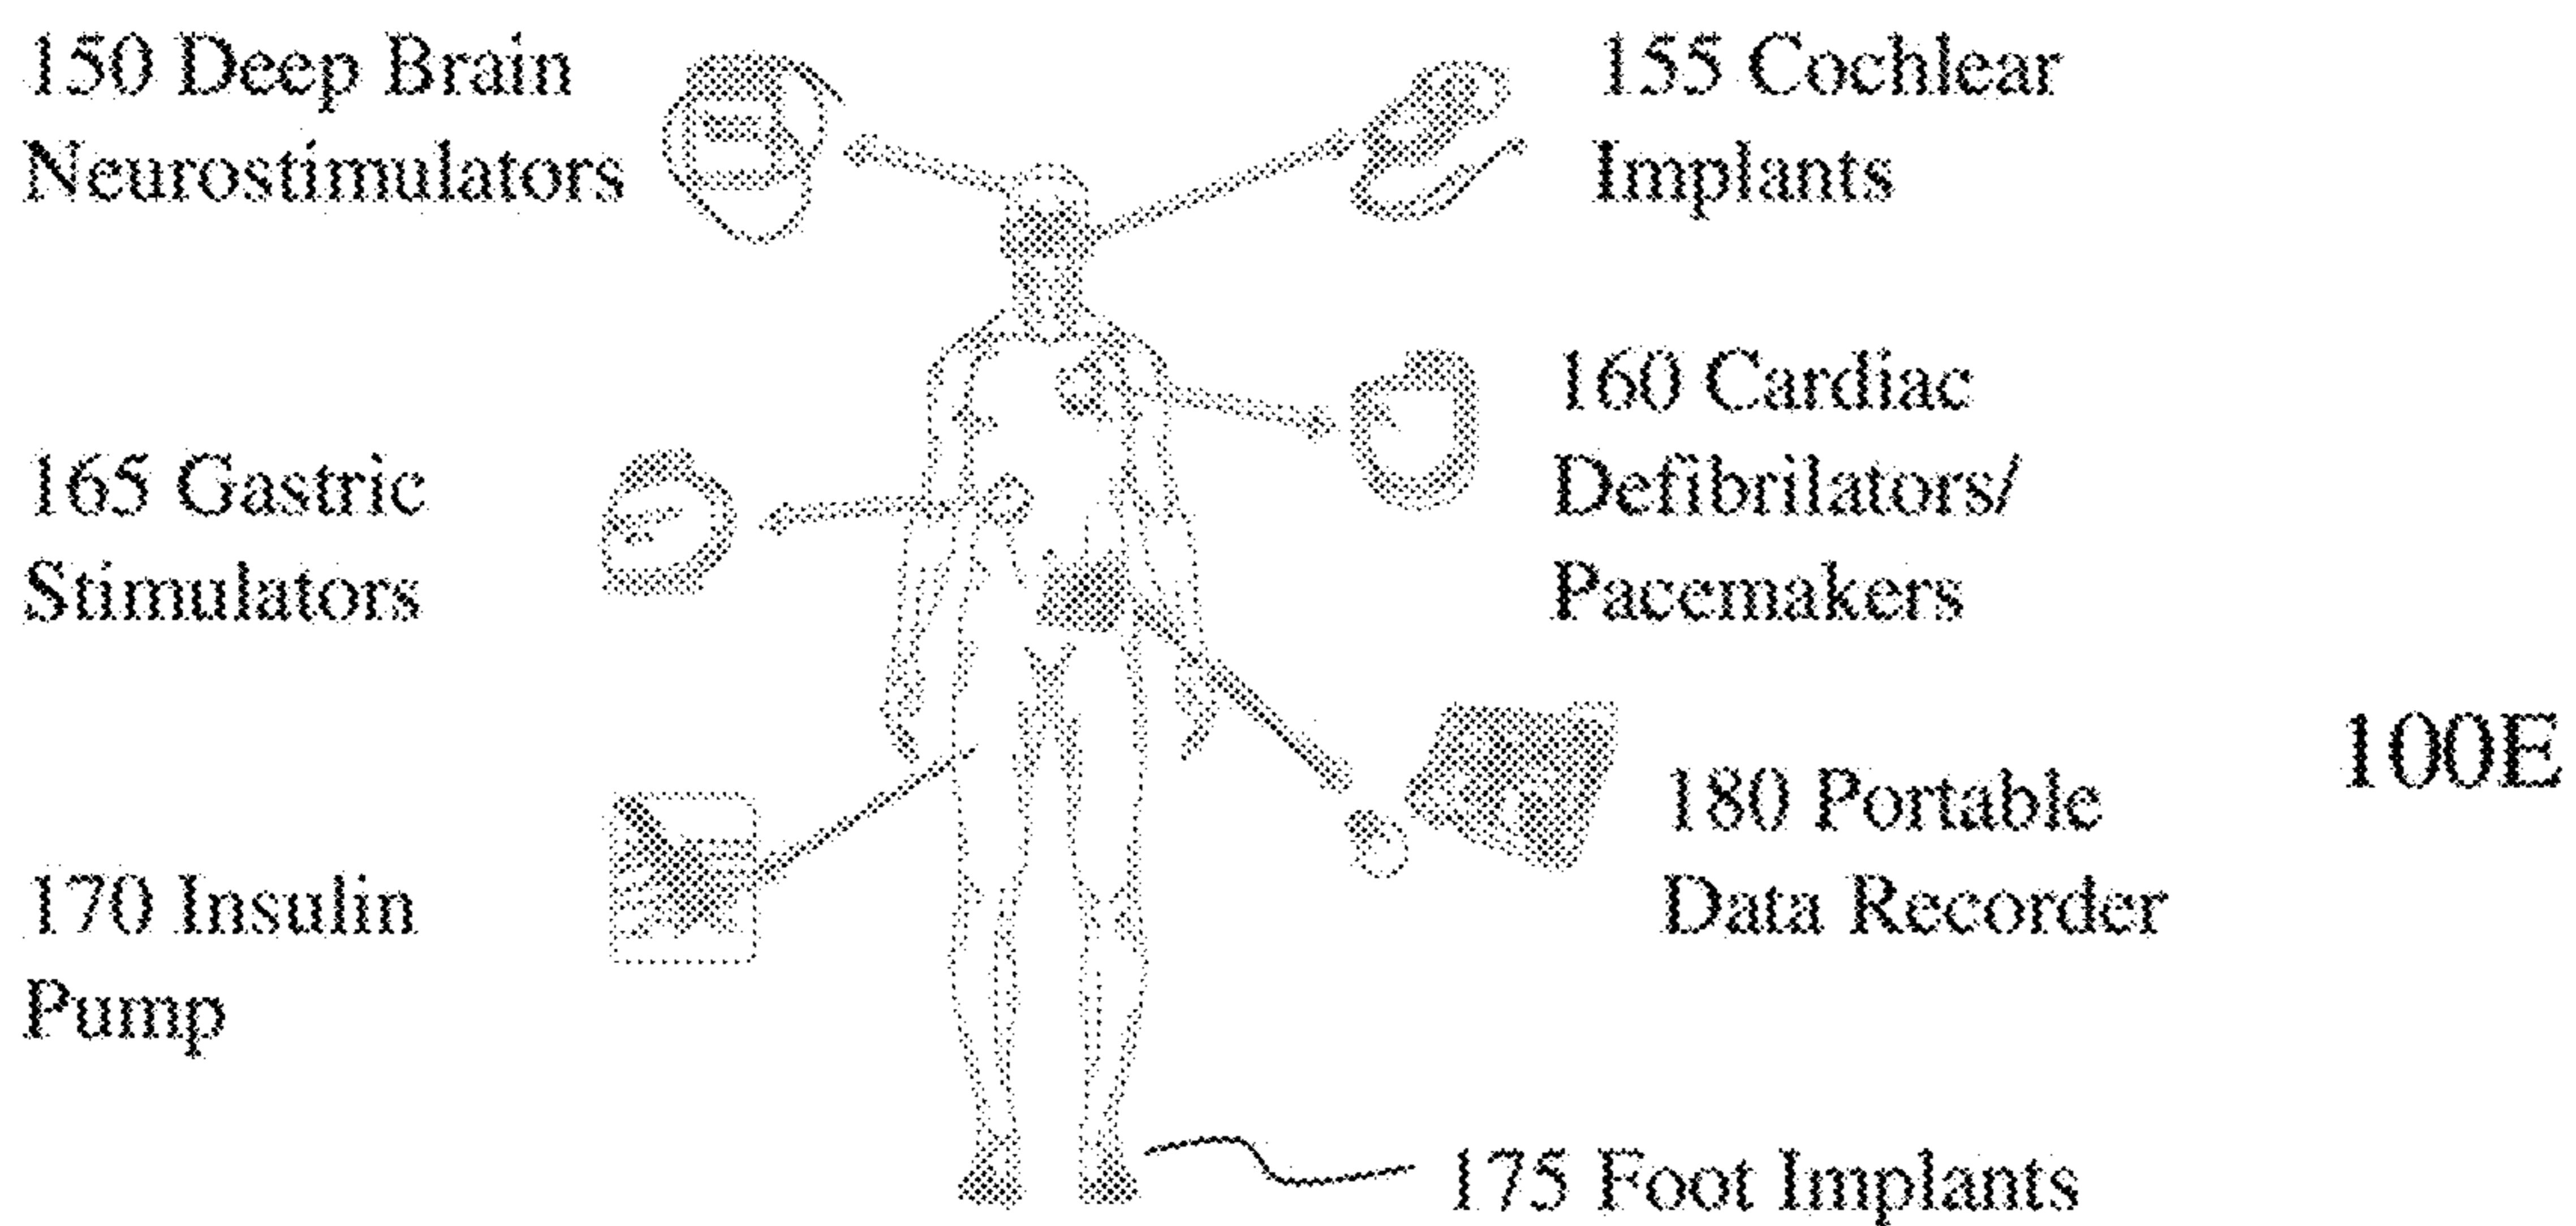 150 Deep Brain
Neurostimulators
155 Cochlear
Implants
160 Cardiac
Defibrilators/
Pacemakers
165 Gastric
Stimulators
100E
180 Portable
Data Recorder
170 Insulin
Pump
175 Foot Implants